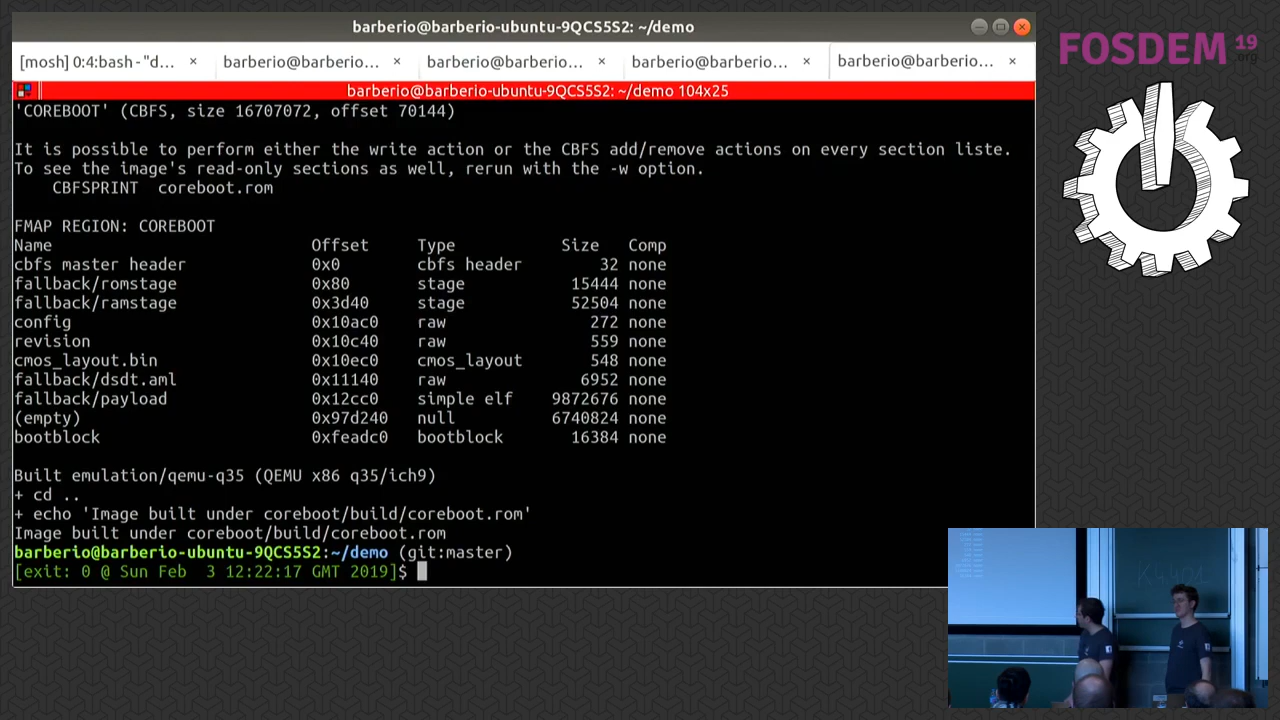 barberio@barberio-ubuntu-9QCS5S2: ~/demo
[mosh] 0:4:bash - "d... × barberio@barberio... × barberio@barberio... × barberio@barberio... × barberio@barberio... ×
barberio@barberio-ubuntu-9QCS5S2: ~/demo 104x25
'COREBOOT' (CBFS, size 16707072, offset 70144)
It is possible to perform either the write action or the CBFS add/remove actions on every section liste.
To see the image's read-only sections as well, rerun with the -w option.
CBFSPRINT  coreboot.rom
FMAP REGION: COREBOOT
Name Offset Type Size Comp
cbfs master header 0x0 cbfs header 32 none
fallback/romstage 0x80 stage 15444 none
fallback/ramstage 0x3d40 stage 52504 none
config 0x10ac0 raw 272 none
revision 0x10c40 raw 559 none
cmos_layout.bin 0x10ec0 cmos_layout 548 none
fallback/dsdt.aml 0x11140 raw 6952 none
fallback/payload 0x12cc0 simple elf 9872676 none
(empty) 0x97d240 null 6740824 none
bootblock 0xfeadc0 bootblock 16384 none
Built emulation/qemu-q35 (QEMU x86 q35/ich9)
+ cd ..
+ echo 'Image built under coreboot/build/coreboot.rom'
Image built under coreboot/build/coreboot.rom
barberio@barberio-ubuntu-9QCS5S2:~/demo (git:master)
[exit: 0 @ Sun Feb  3 12:22:17 GMT 2019]$
FOSDEM 19
.org